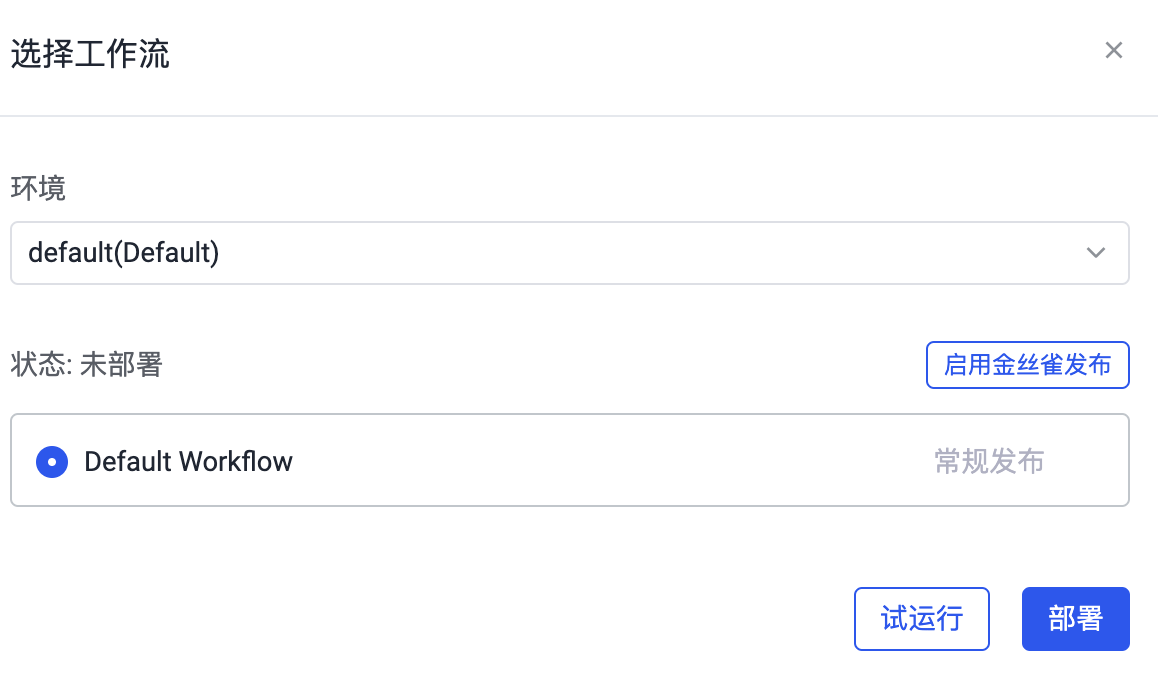 选择工作流
环境
default(Default)
状态: 未部署
启用金丝雀发布
Default Workflow
常规发布
试运行
部署